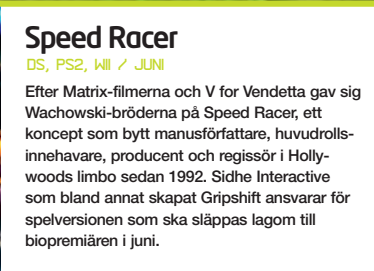 Speed Racer
DS, PS2, WII / JUNI
Efter Matrix-filmerna och V for Vendetta gav sig
Wachowski-bröderna på Speed Racer, ett
koncept som bytt manusförfattare, huvudrolls-
innehavare, producent och regissör i Holly-
woods limbo sedan 1992. Sidhe Interactive
som bland annat skapat Gripshift ansvarar för
spelversionen som ska släppas lagom till
biopremiären i juni.